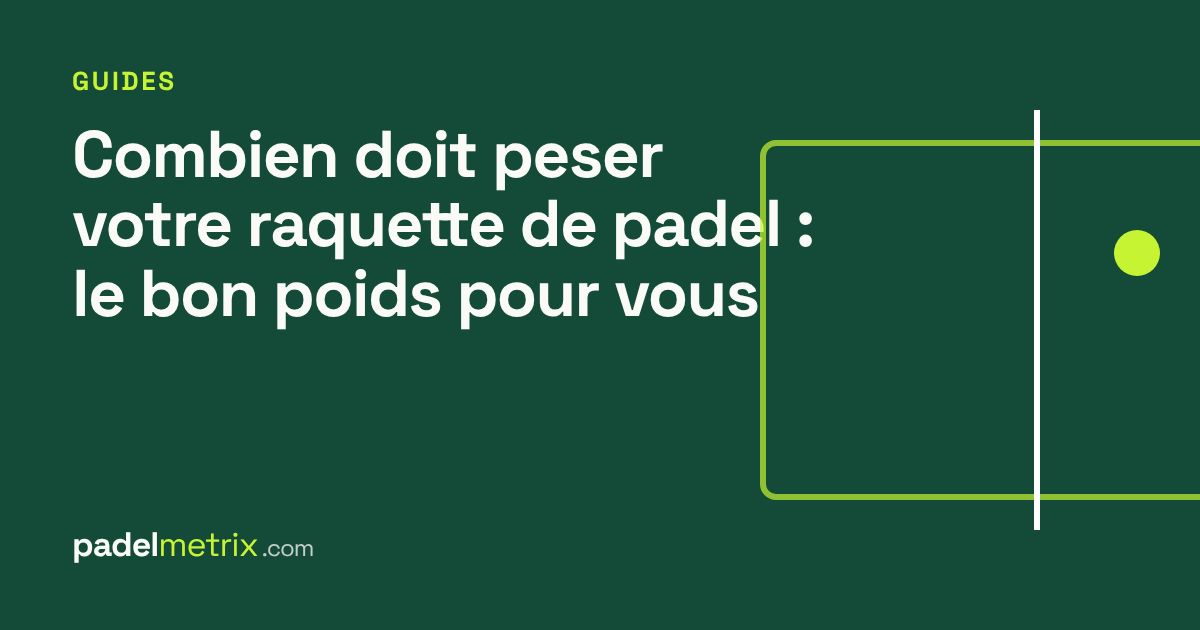 GUIDES
Combien doit peser
votre raquette de padel :
le bon poids pour vous
padelmetrix.com